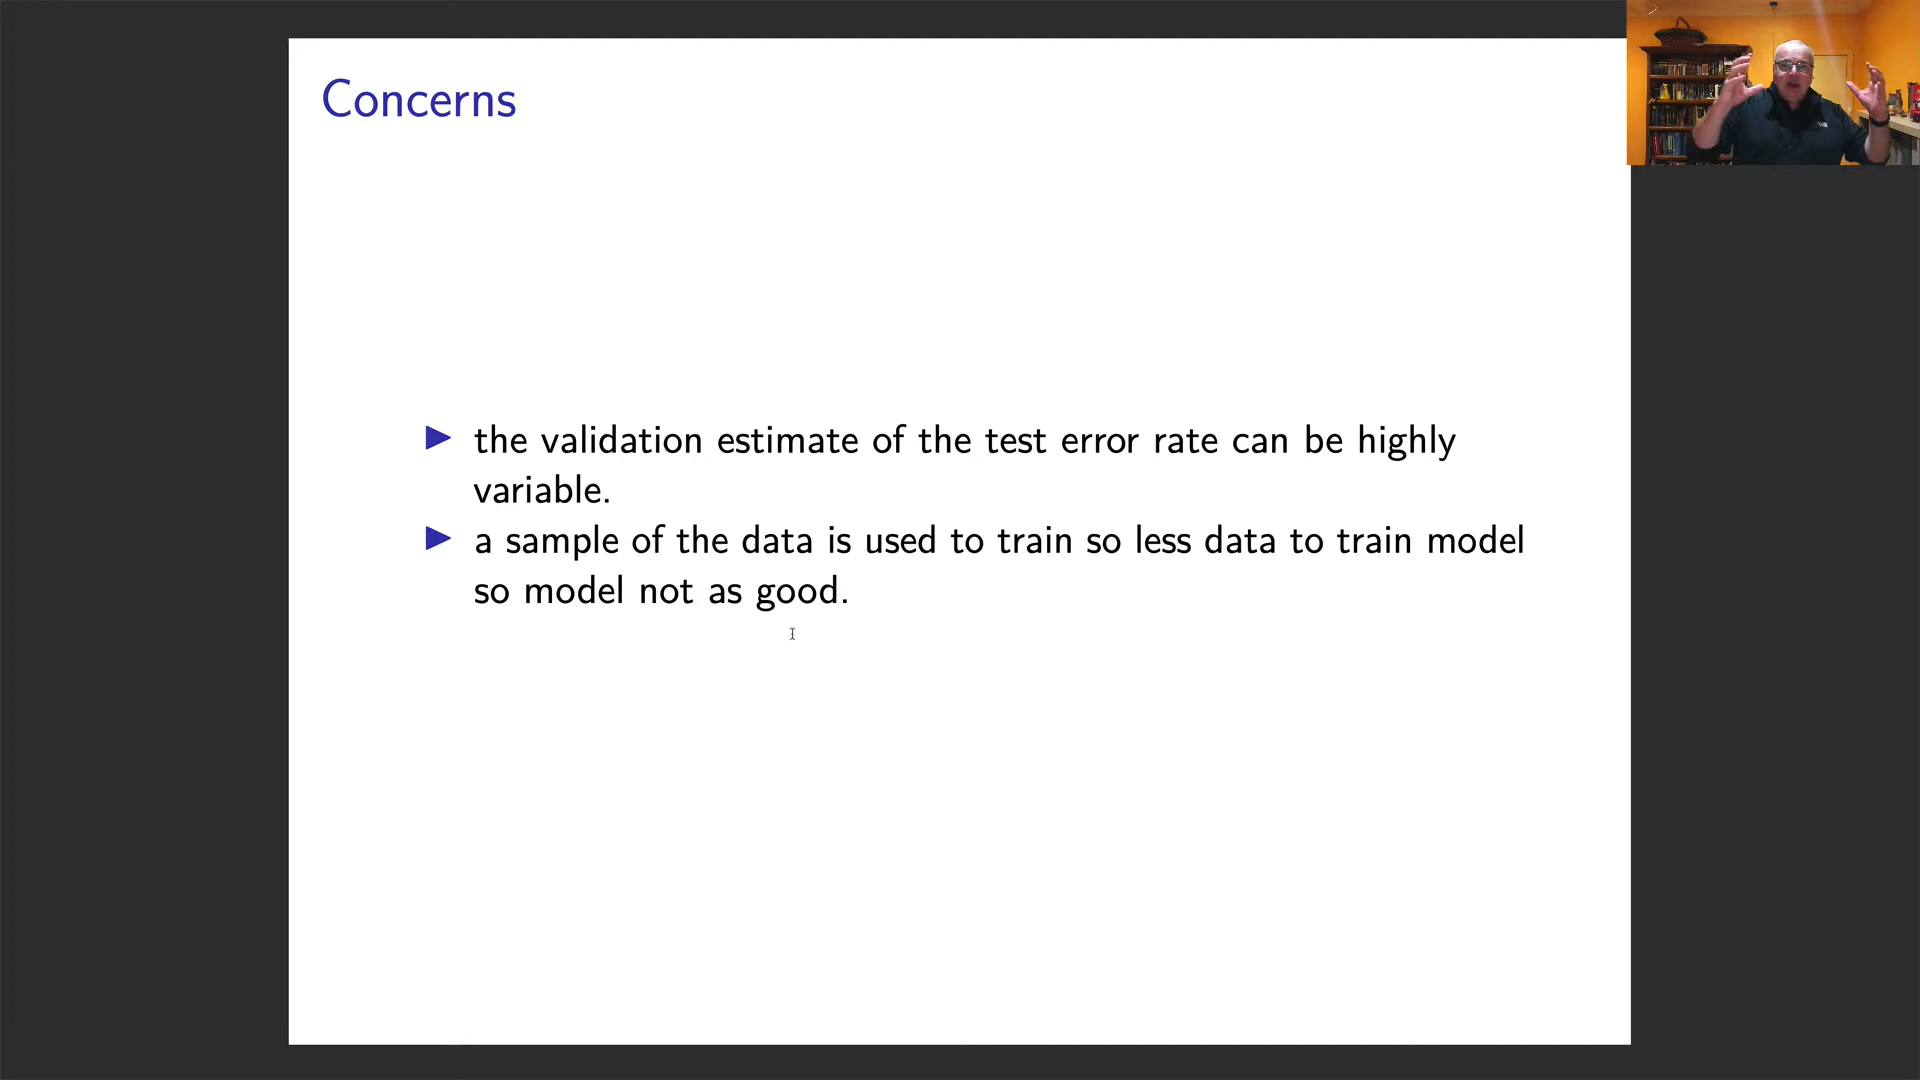 Concerns
the validation estimate of the test error rate can be highly
variable.
a sample of the data is used to train so less data to train model
so model not as good.